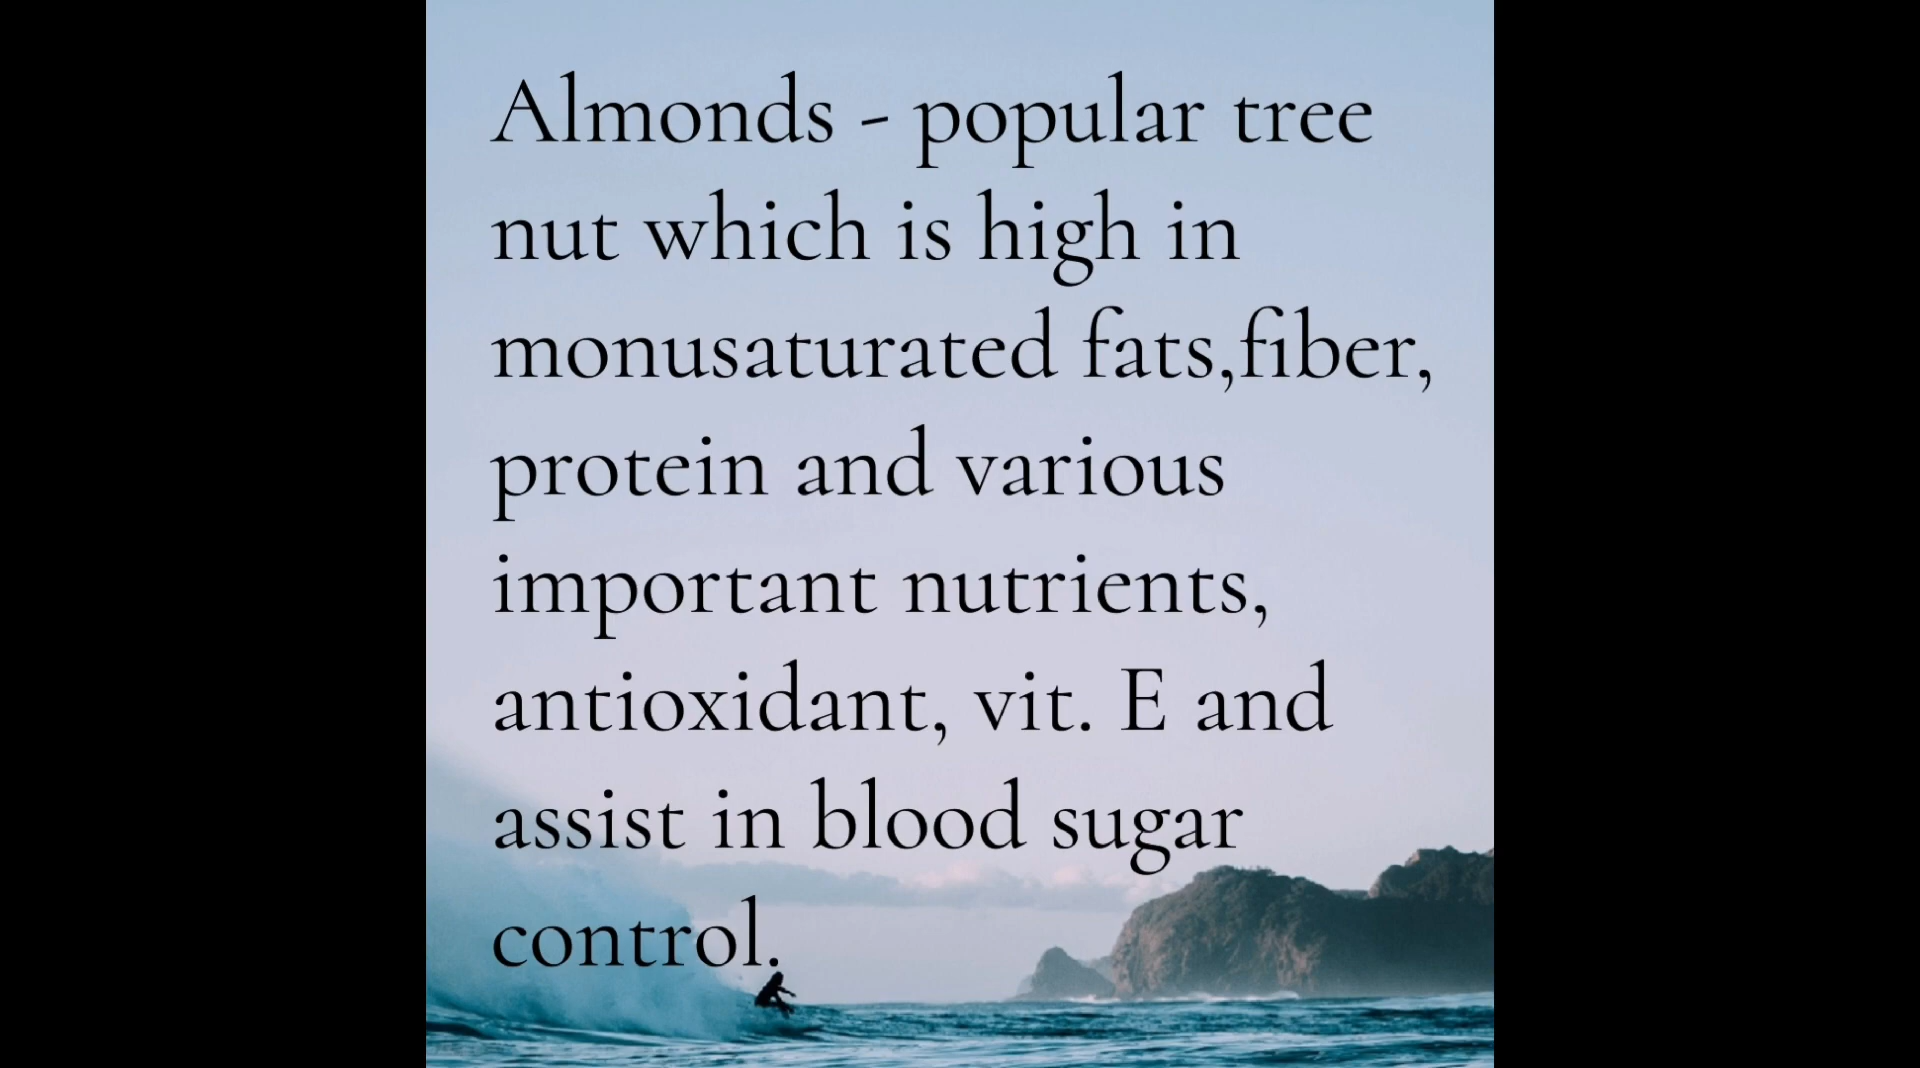 Almonds - popular tree
nut which is high in
monusaturated fats,fiber,
protein and various
important nutrients,
antioxidant, vit. E and
assist in blood sugar
control.